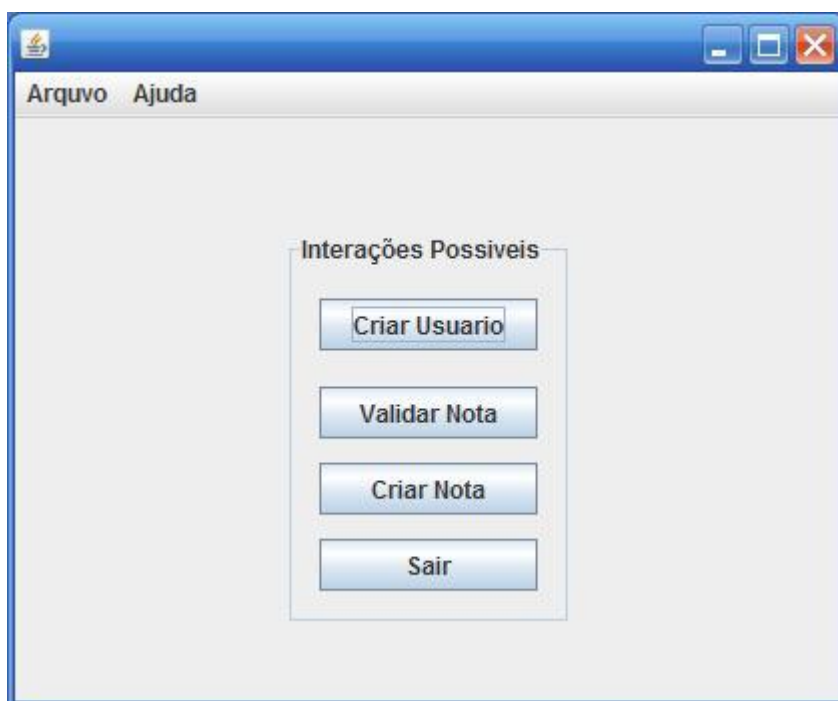 Arquvo Ajuda
Interações Possiveis
Criar Usuario
Validar Nota
Criar Nota
Sair